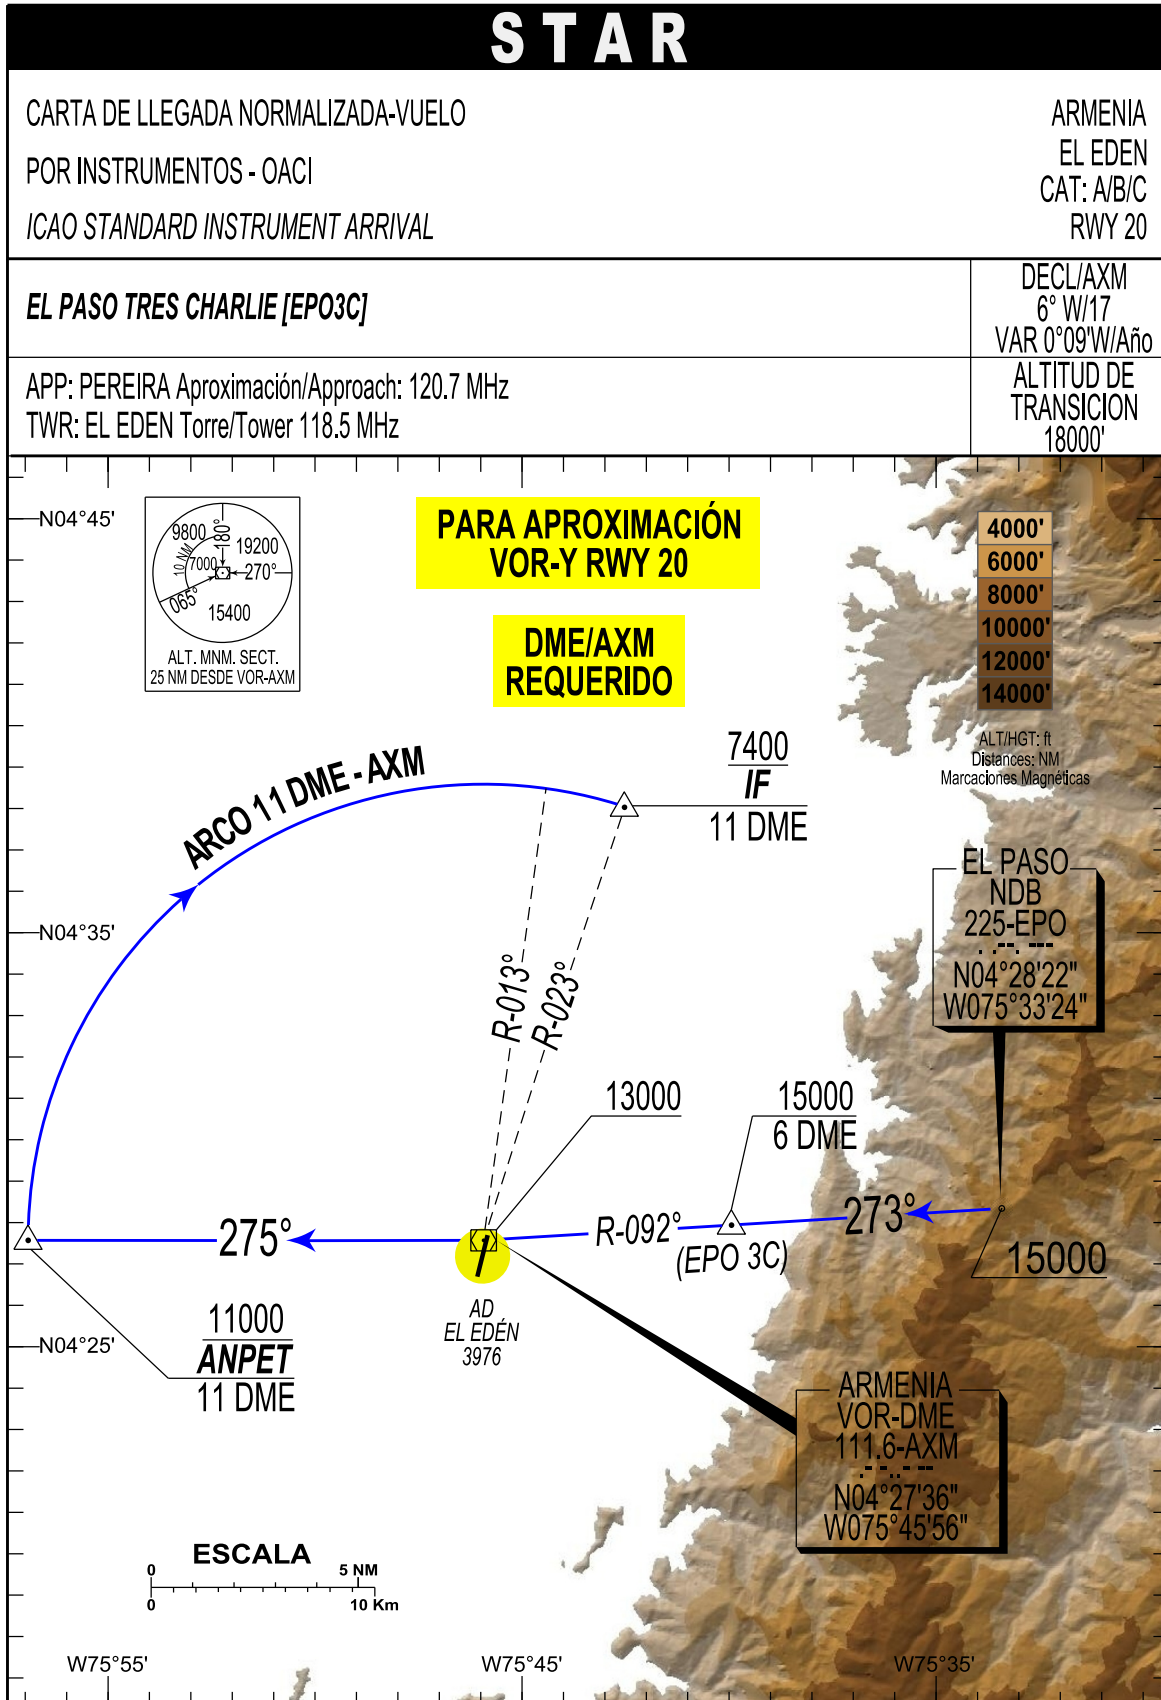 STAR
CARTA DE LLEGADA NORMALIZADA-VUELO
POR INSTRUMENTOS - OACI
ICAO STANDARD INSTRUMENT ARRIVAL
ARMENIA
EL EDEN
CAT: A/B/C
RWY 20
EL PASO TRES CHARLIE [EPO3C]
DECL/AXM
6° W/17
VAR 0°09'W/Año
APP: PEREIRA Aproximación/Approach: 120.7 MHz
TWR: EL EDEN Torre/Tower 118.5 MHz
ALTITUD DE
TRANSICION
18000'
N04°45'
9800
180°
19200
10 NM
7000
270°
065°
15400
ALT. MNM. SECT.
25 NM DESDE VOR-AXM
PARA APROXIMACIÓN
VOR-Y RWY 20
DME/AXM
REQUERIDO
4000'
6000'
8000'
10000'
12000'
14000'
ALT/HGT: ft
Distances: NM
Marcaciones Magnéticas
ARCO 11 DME - AXM
7400
IF
11 DME
EL PASO
NDB
225-EPO
N04°28'22"
W075°33'24"
N04°35'
R-013°
R-023°
13000
15000
6 DME
275°
R-092°
(EPO 3C)
273°
15000
11000
ANPET
11 DME
AD
EL EDÉN
3976
N04°25'
ARMENIA
VOR-DME
111.6-AXM
N04°27'36"
W075°45'56"
ESCALA
0 5 NM
0 10 Km
W75°55'
W75°45'
W75°35'